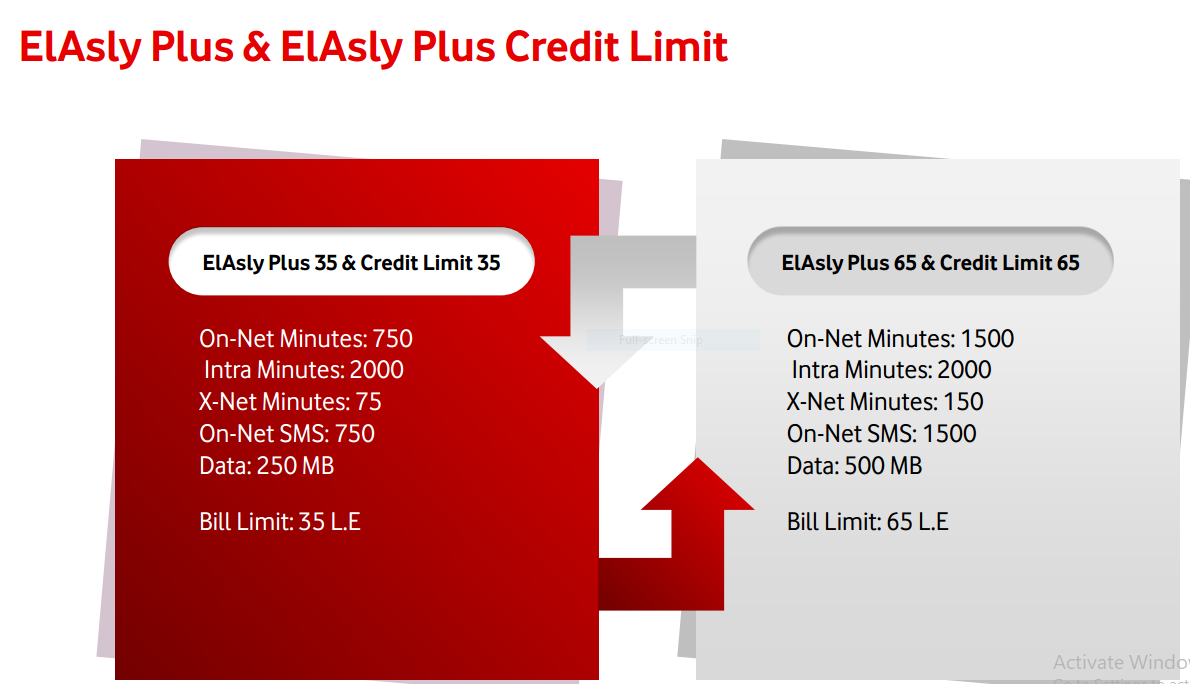 ElAsly Plus & ElAsly Plus Credit Limit
ElAsly Plus 35 & Credit Limit 35
On-Net Minutes: 750
Intra Minutes: 2000
X-Net Minutes: 75
On-Net SMS: 750
Data: 250 MB
Bill Limit: 35 L.E
Full-screen Snip
ElAsly Plus 65 & Credit Limit 65
On-Net Minutes: 1500
Intra Minutes: 2000
X-Net Minutes: 150
On-Net SMS: 1500
Data: 500 MB
Bill Limit: 65 L.E
Activate Windo